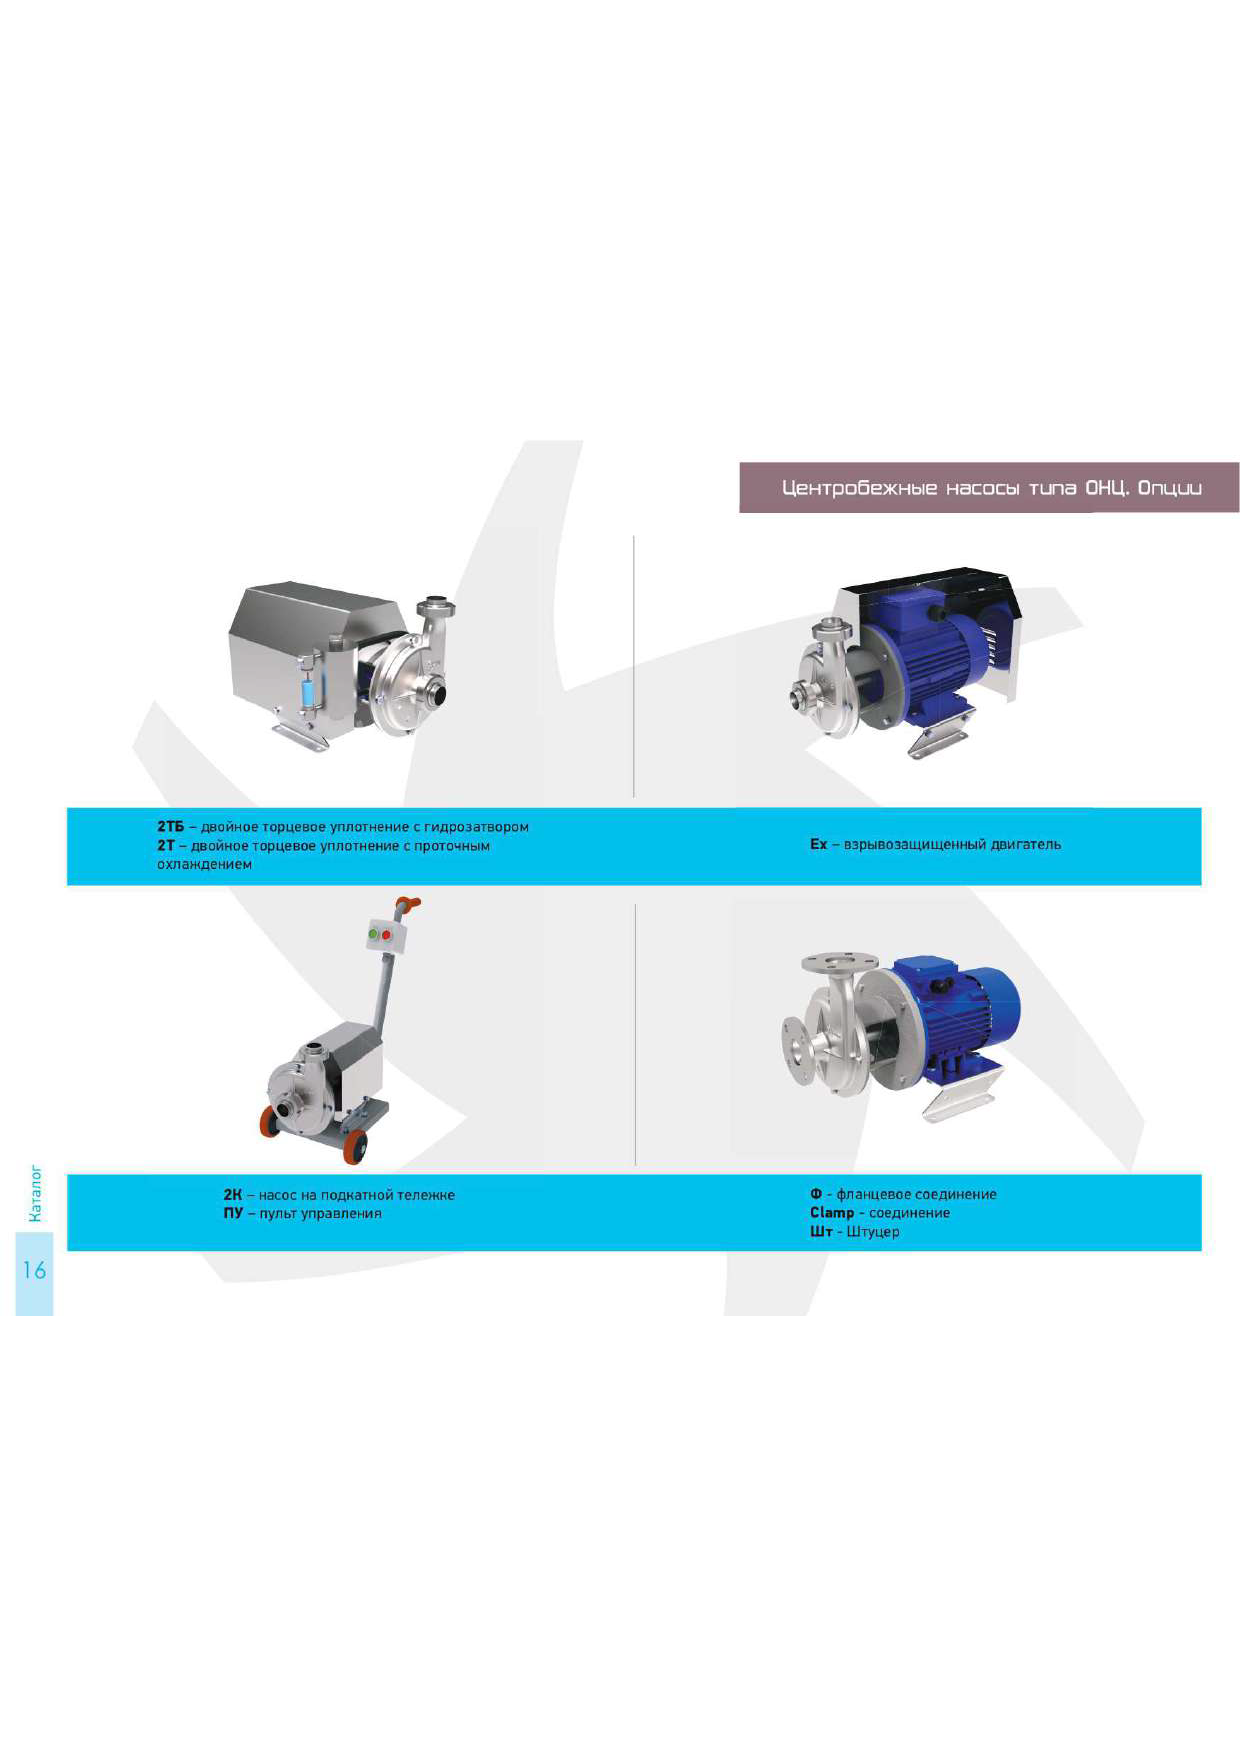 Центробежные насосы типа ОНЦ. Опции
2ТБ – двойное торцевое уплотнение с гидрозатвором
2Т – двойное торцевое уплотнение с проточным
охлаждением
Ex – взрывозащищенный двигатель
2К – насос на подкатной тележке
ПУ – пульт управления
Ф - фланцевое соединение
Clamp - соединение
Шт - Штуцер
Каталог
16